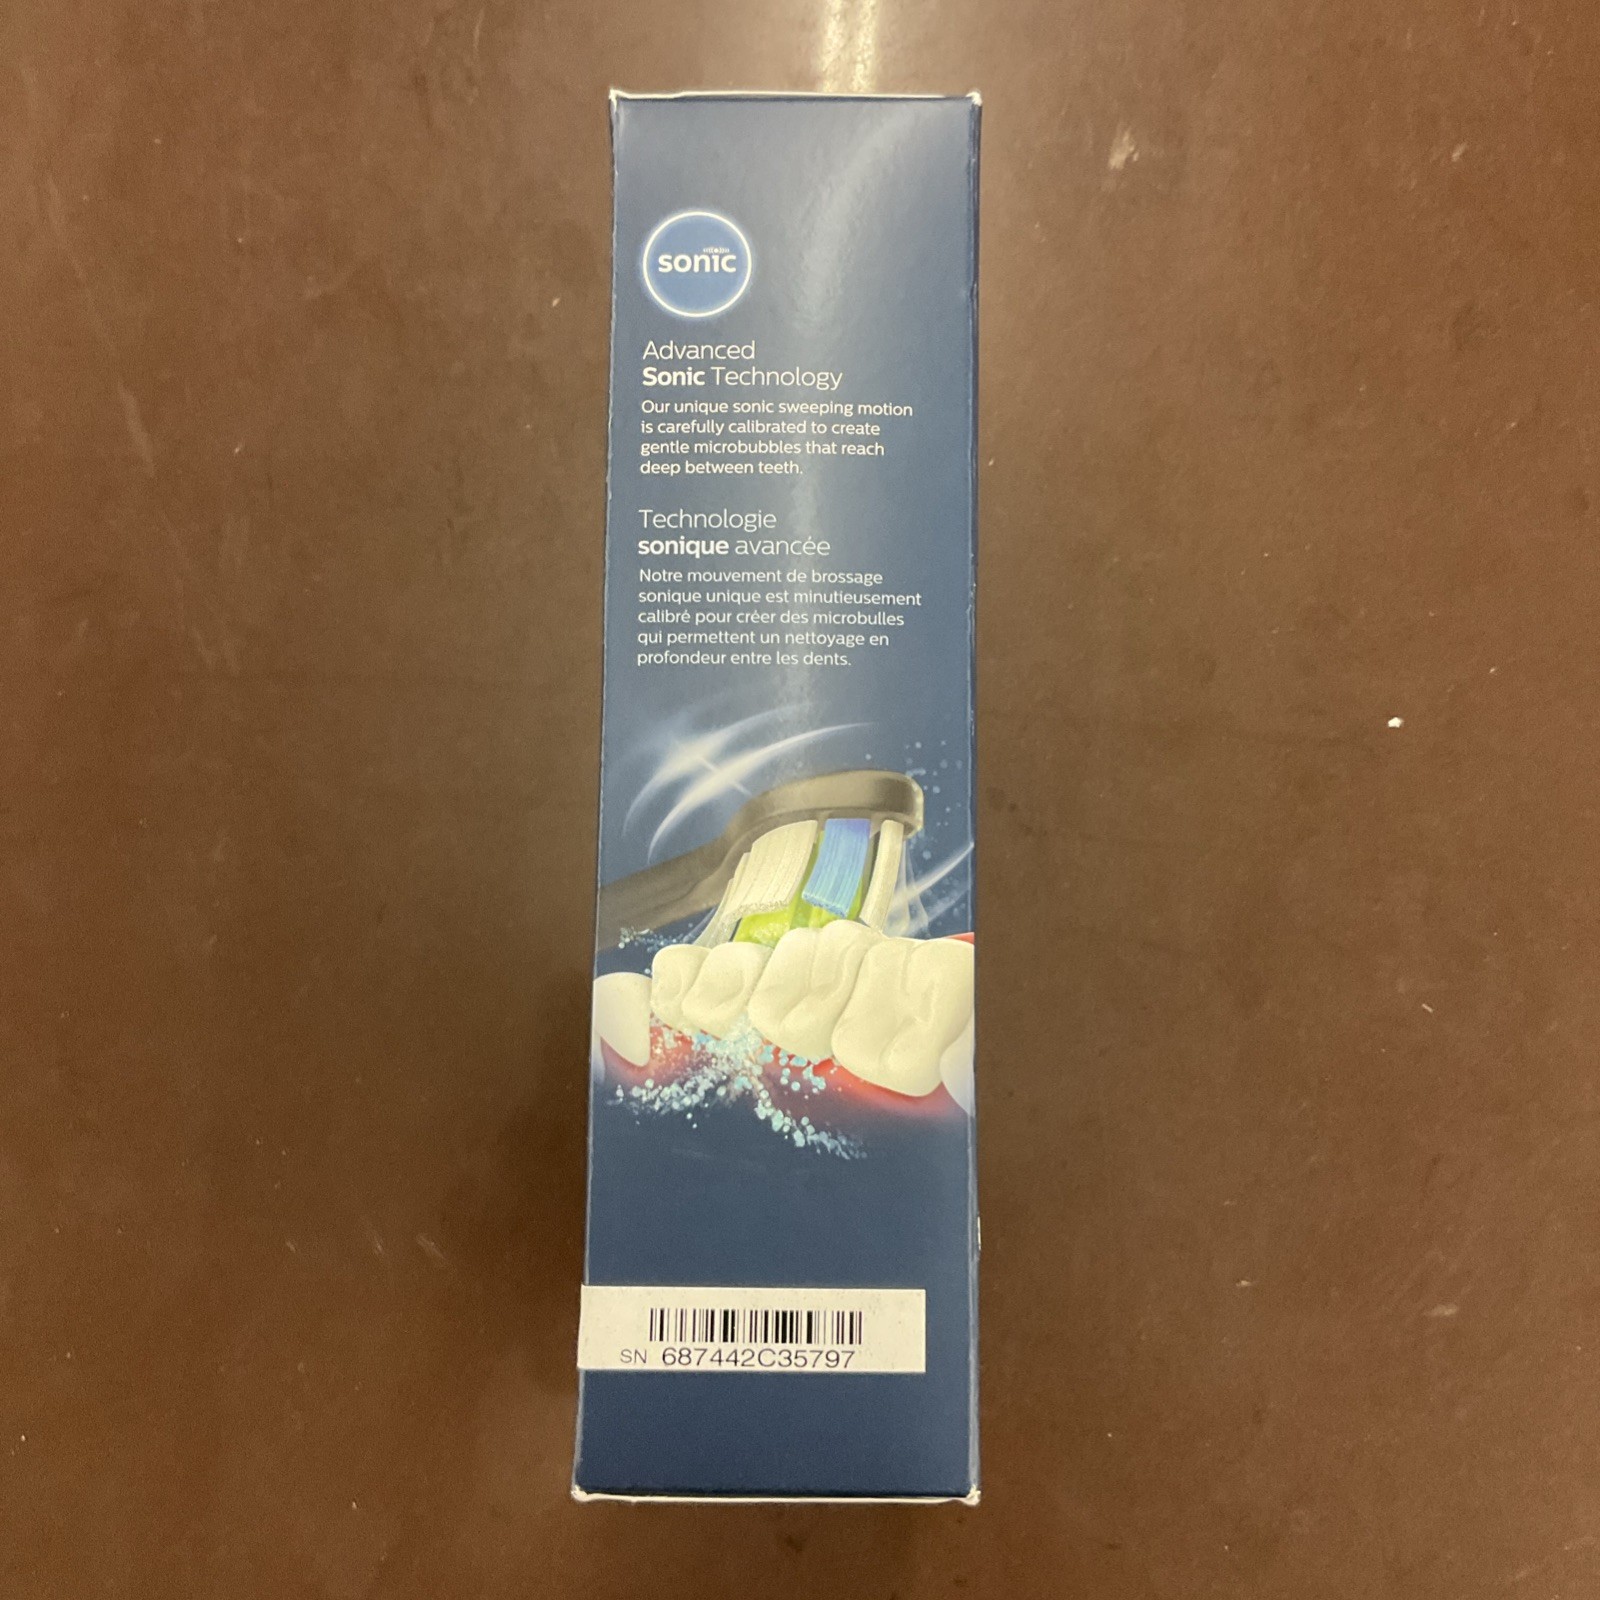 sonic
Advanced
Sonic Technology
Our unique sonic sweeping motion
is carefully calibrated to create
gentle microbubbles that reach
deep between teeth.
Technologie
sonique avancée
Notre mouvement de brossage
sonique unique est minutieusement
calibré pour créer des microbulles
qui permettent un nettoyage en
profondeur entre les dents.
SN 687442C35797